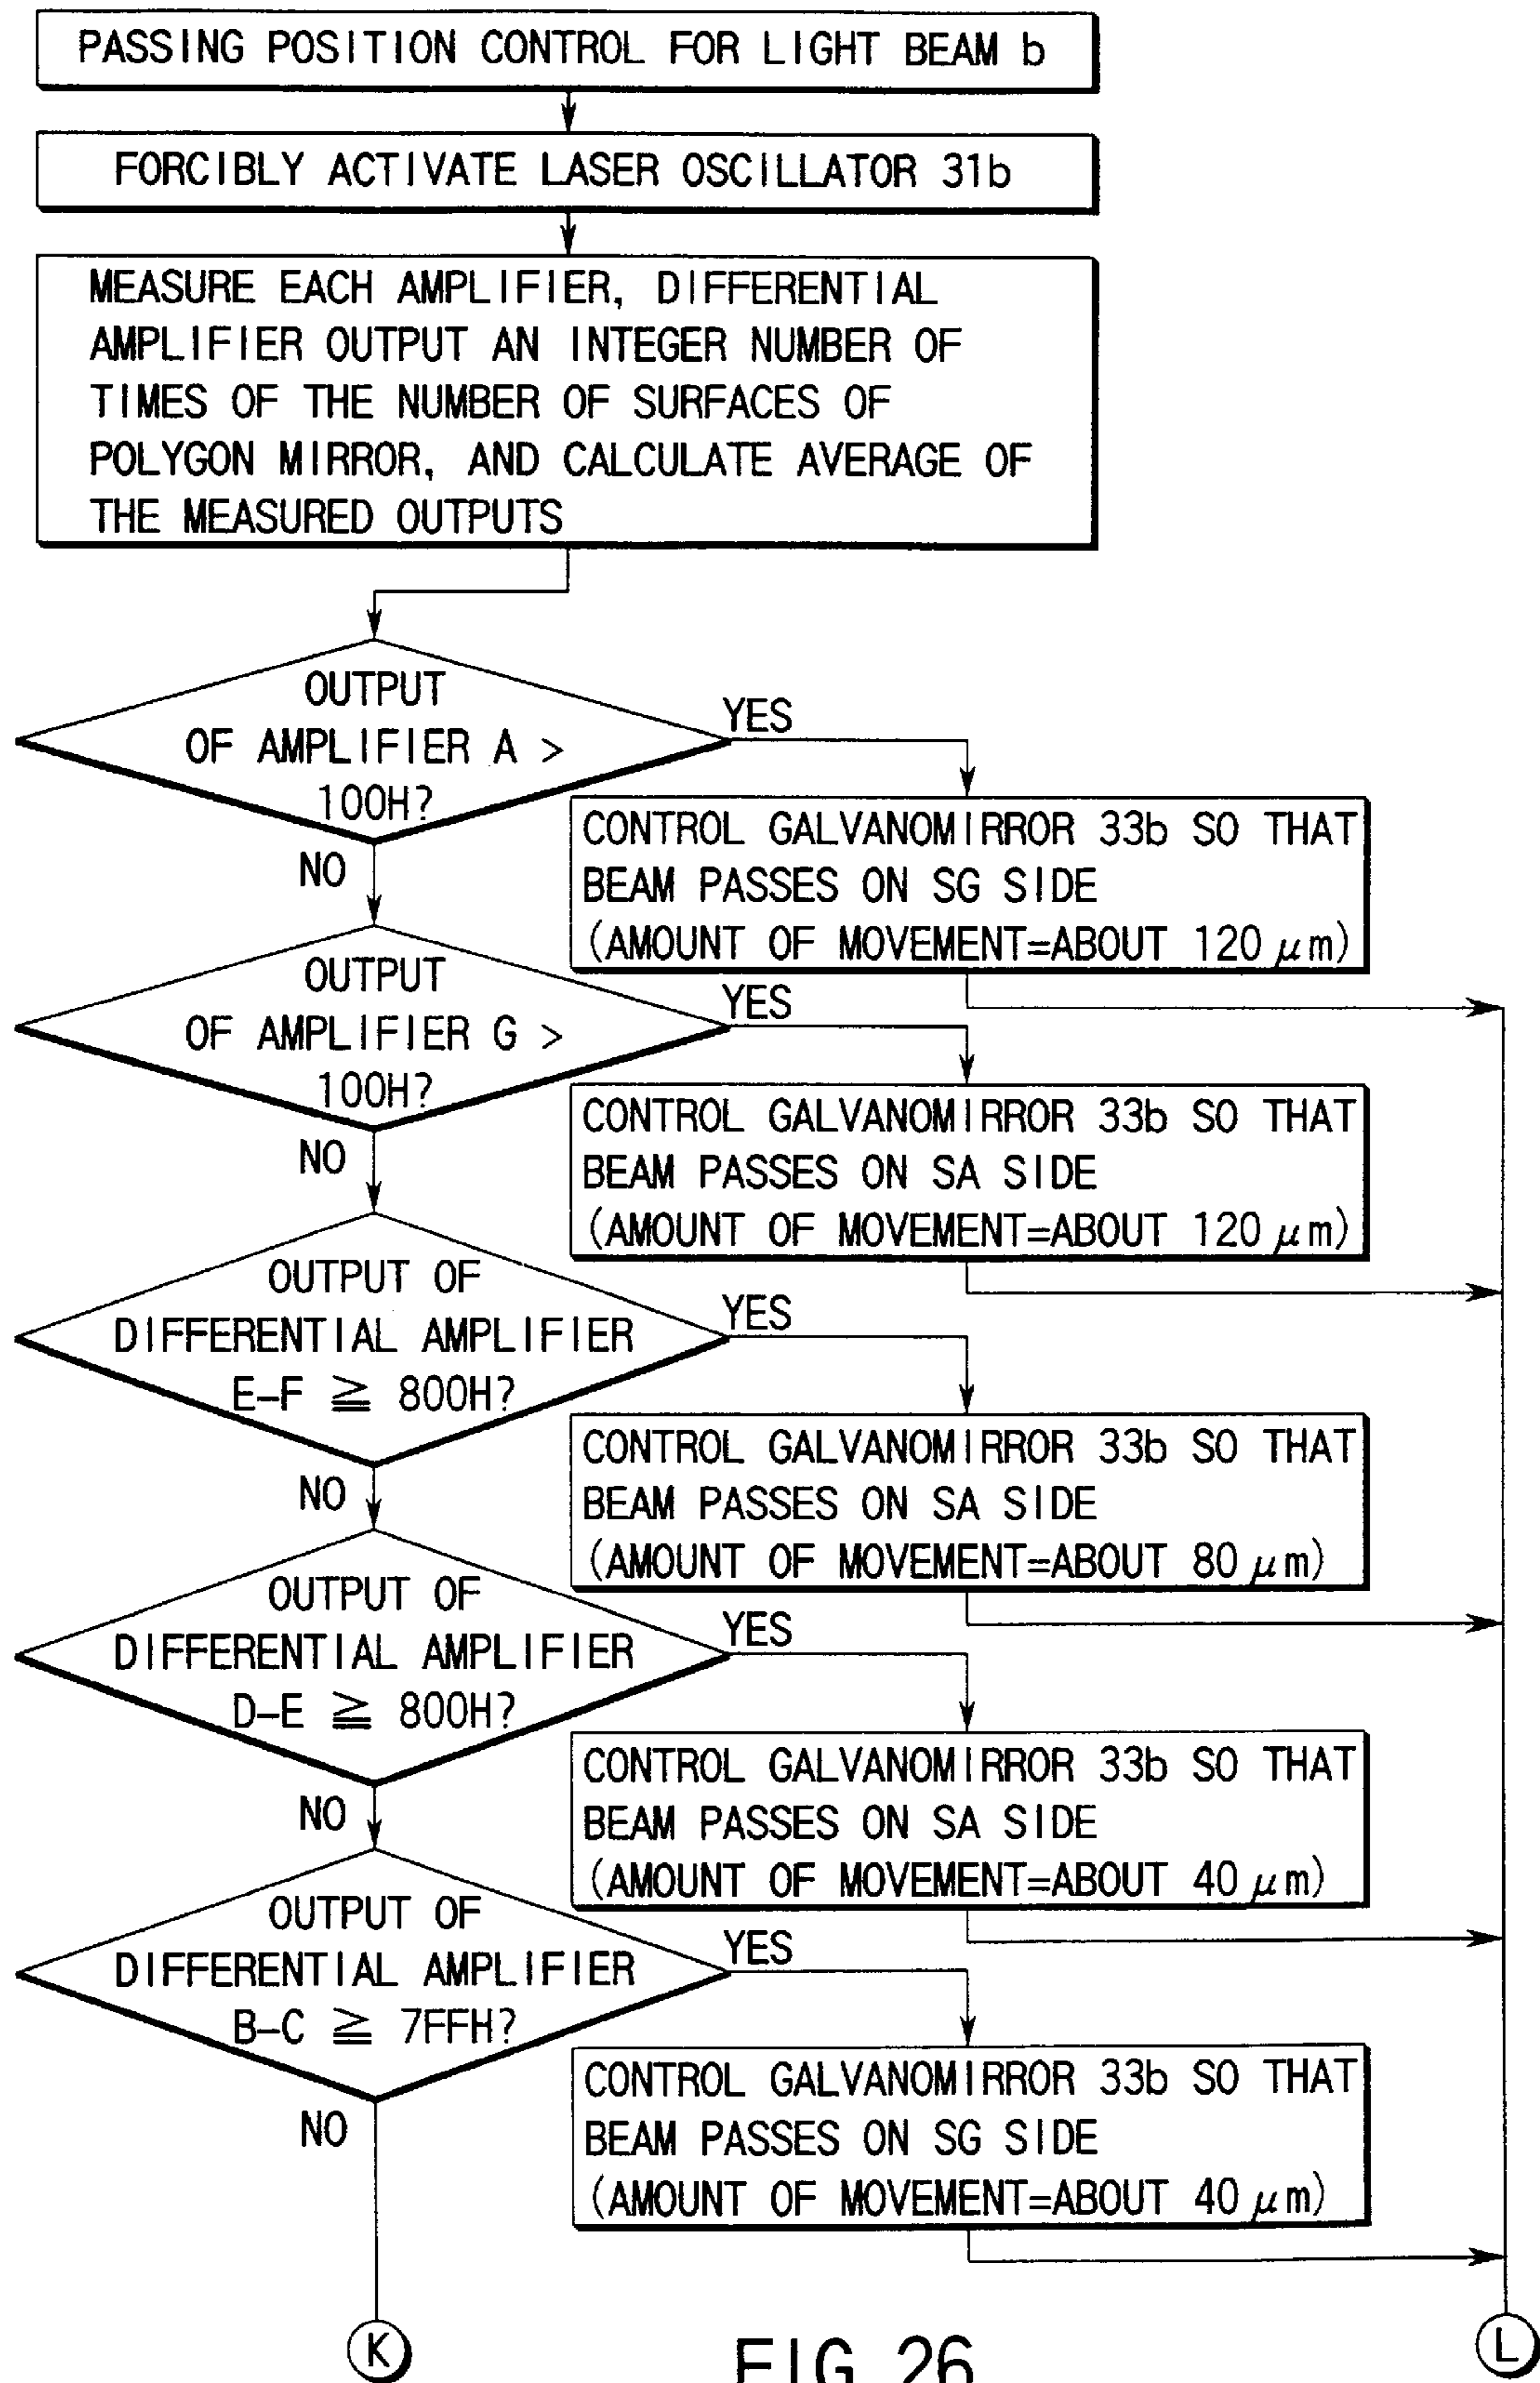 PASSING POSITION CONTROL FOR LIGHT BEAM b
FORCIBLY ACTIVATE LASER OSCILLATOR 31b
MEASURE EACH AMPLIFIER, DIFFERENTIAL
AMPLIFIER OUTPUT AN INTEGER NUMBER OF
TIMES OF THE NUMBER OF SURFACES OF
POLYGON MIRROR, AND CALCULATE AVERAGE OF
THE MEASURED OUTPUTS
OUTPUT
OF AMPLIFIER A >
100H?
YES
NO
CONTROL GALVANOMIRROR 33b SO THAT
BEAM PASSES ON SG SIDE
(AMOUNT OF MOVEMENT=ABOUT 120 μm)
OUTPUT
OF AMPLIFIER G >
100H?
YES
NO
CONTROL GALVANOMIRROR 33b SO THAT
BEAM PASSES ON SA SIDE
(AMOUNT OF MOVEMENT=ABOUT 120 μm)
OUTPUT OF
DIFFERENTIAL AMPLIFIER
E-F ≧ 800H?
YES
NO
CONTROL GALVANOMIRROR 33b SO THAT
BEAM PASSES ON SA SIDE
(AMOUNT OF MOVEMENT=ABOUT 80 μm)
OUTPUT OF
DIFFERENTIAL AMPLIFIER
D-E ≧ 800H?
YES
NO
CONTROL GALVANOMIRROR 33b SO THAT
BEAM PASSES ON SA SIDE
(AMOUNT OF MOVEMENT=ABOUT 40 μm)
OUTPUT OF
DIFFERENTIAL AMPLIFIER
B-C ≧ 7FFH?
YES
NO
CONTROL GALVANOMIRROR 33b SO THAT
BEAM PASSES ON SG SIDE
(AMOUNT OF MOVEMENT=ABOUT 40 μm)
K
L
FIG. 26